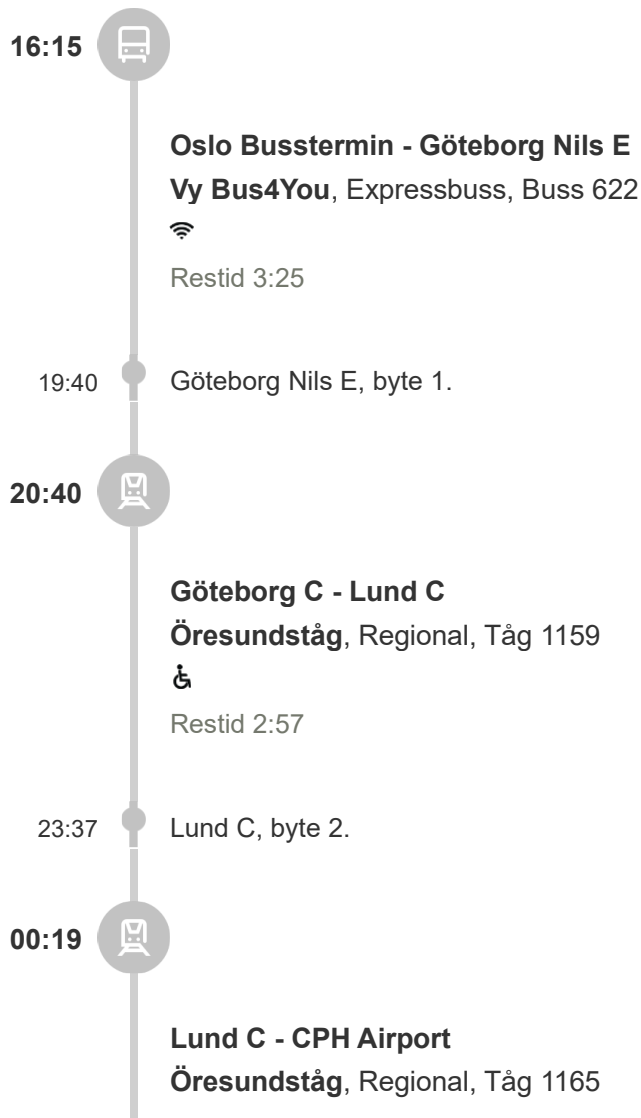 16:15
Oslo Busstermin - Göteborg Nils E
Vy Bus4You, Expressbuss, Buss 622
Restid 3:25
19:40 Göteborg Nils E, byte 1.
20:40
Göteborg C - Lund C
Öresundståg, Regional, Tåg 1159
Restid 2:57
23:37 Lund C, byte 2.
00:19
Lund C - CPH Airport
Öresundståg, Regional, Tåg 1165